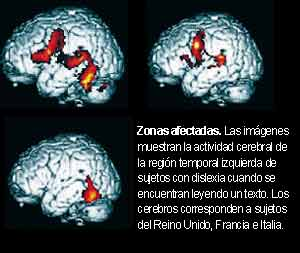 Zonas afectadas. Las imágenes
muestran la actividad cerebral de
la región temporal izquierda de
sujetos con dislexia cuando se
encuentran leyendo un texto. Los
cerebros corresponden a sujetos
del Reino Unido, Francia e Italia.